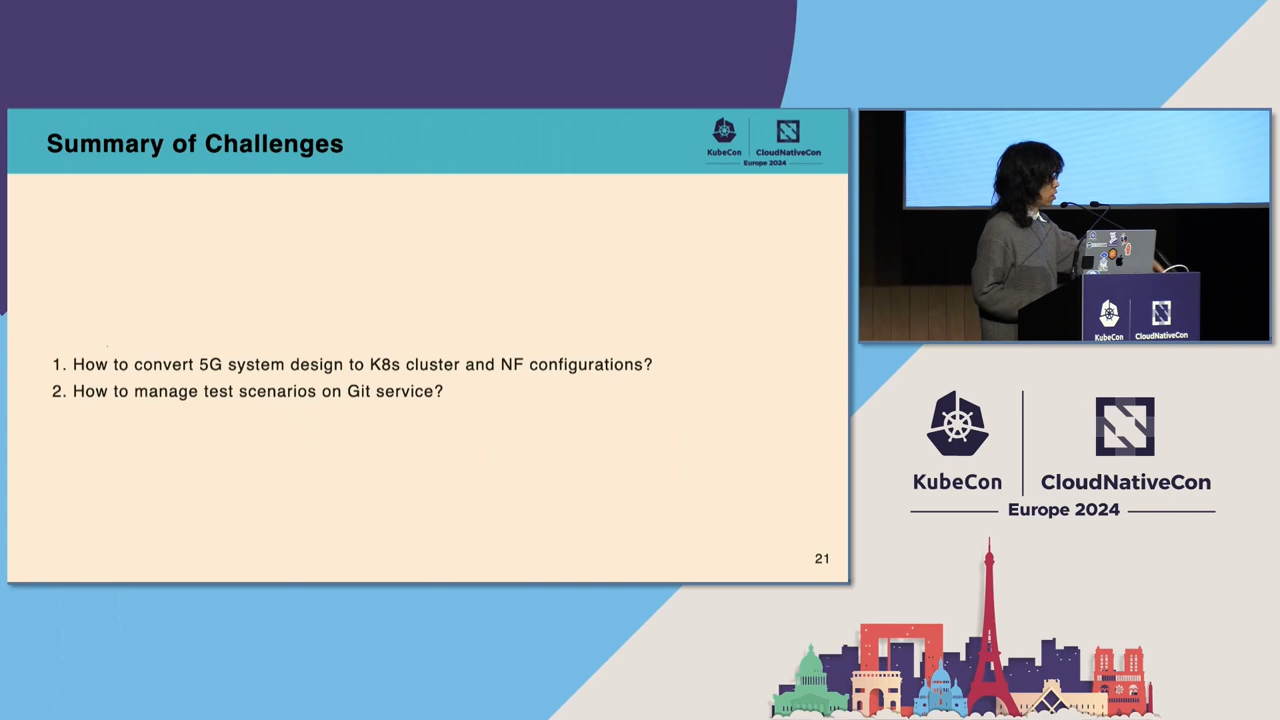 Summary of Challenges
KubeCon
CloudNativeCon
Europe 2024
1. How to convert 5G system design to K8s cluster and NF configurations?
2. How to manage test scenarios on Git service?
21
KubeCon
CloudNativeCon
KubeCon
CloudNativeCon
Europe 2024